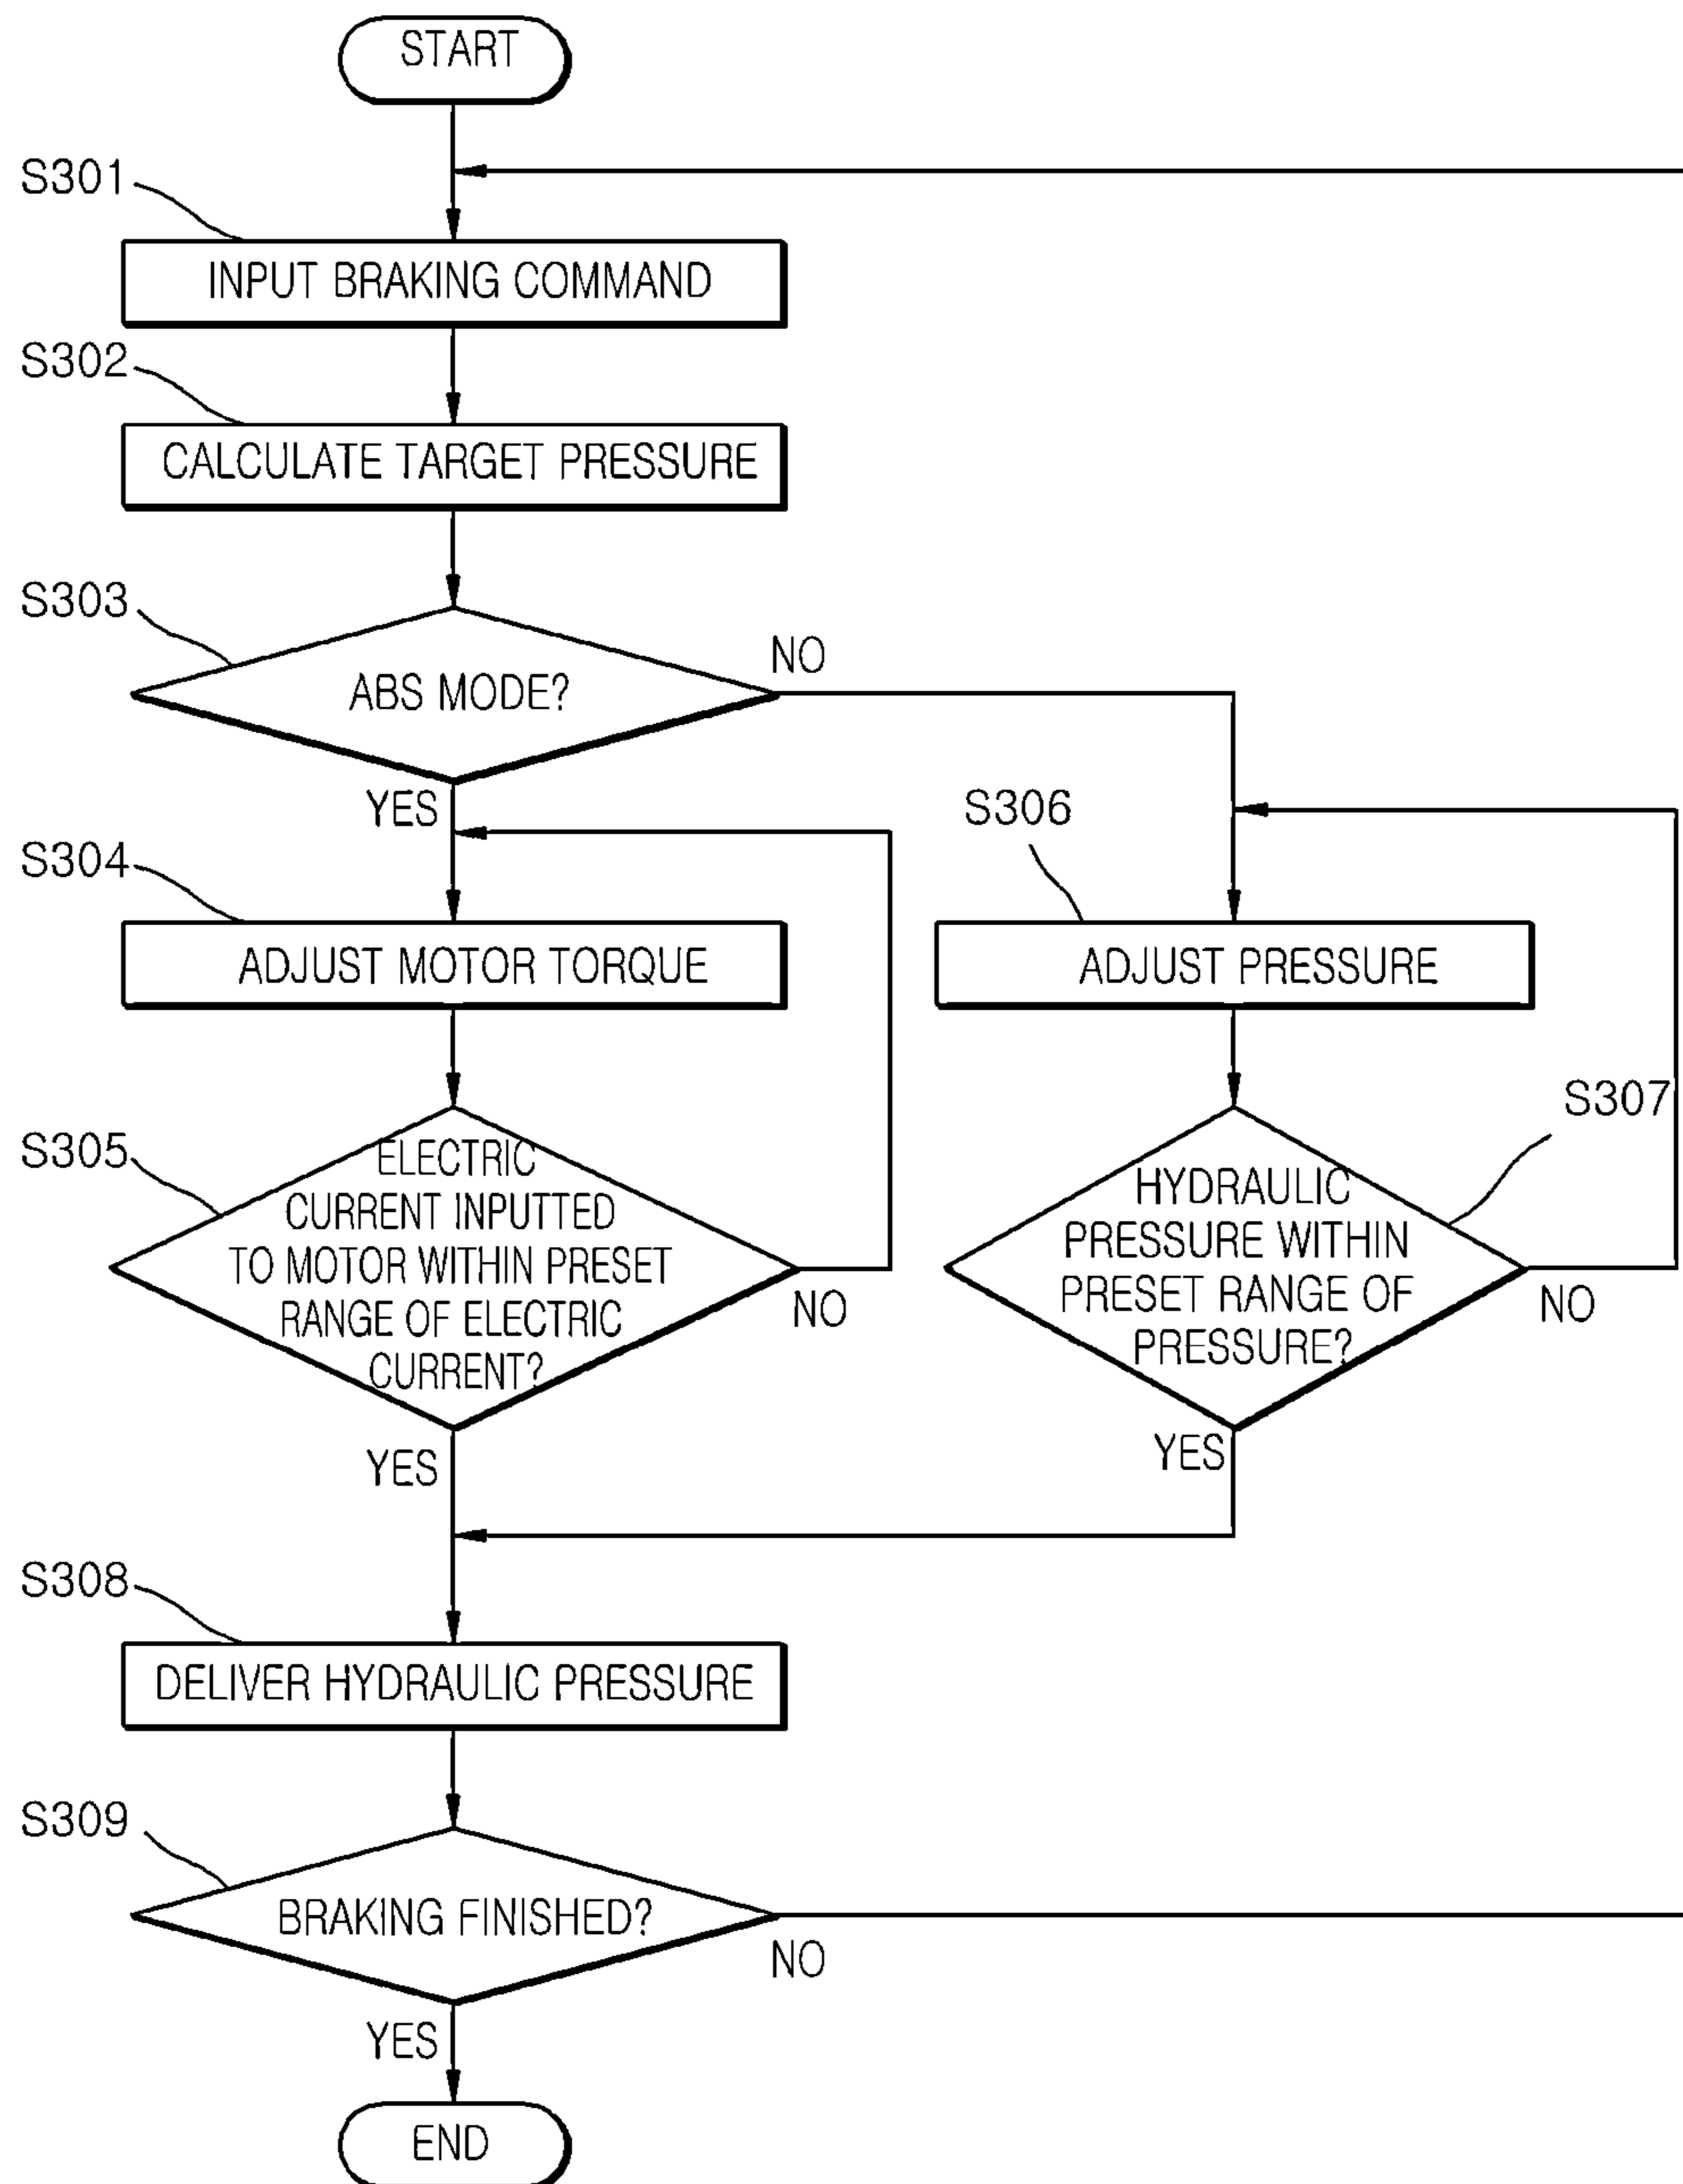 START
S301
INPUT BRAKING COMMAND
S302
CALCULATE TARGET PRESSURE
S303
ABS MODE?
NO
YES
S304
ADJUST MOTOR TORQUE
S306
ADJUST PRESSURE
S305
ELECTRIC
CURRENT INPUTTED
TO MOTOR WITHIN PRESET
RANGE OF ELECTRIC
CURRENT?
NO
YES
S307
HYDRAULIC
PRESSURE WITHIN
PRESET RANGE OF
PRESSURE?
NO
YES
S308
DELIVER HYDRAULIC PRESSURE
S309
BRAKING FINISHED?
NO
YES
END